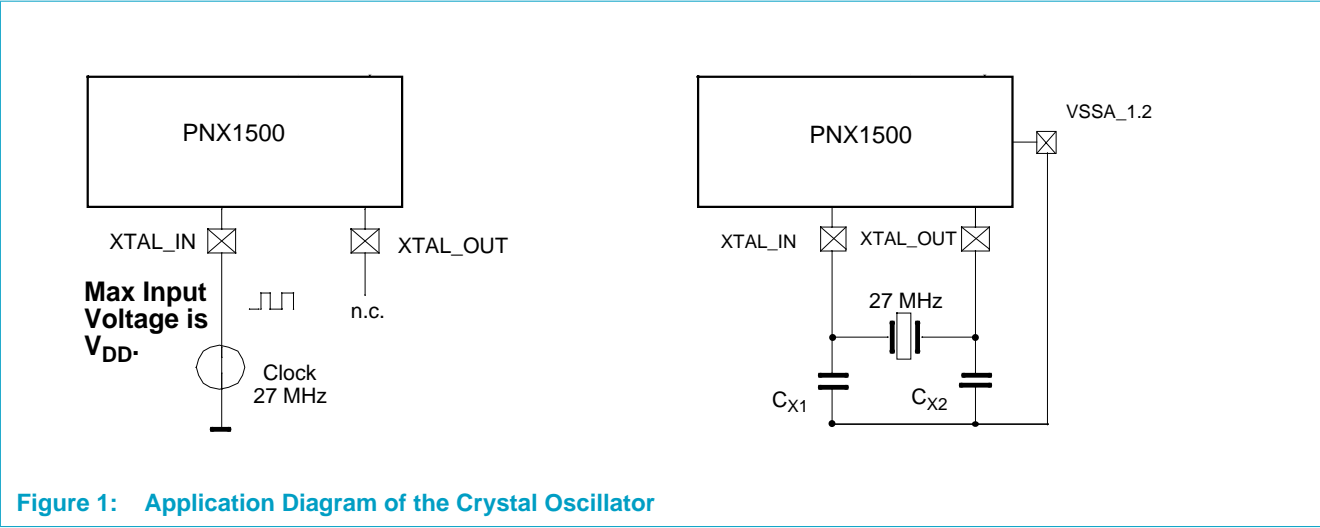 PNX1500
XTAL_IN
XTAL_OUT
Max Input
Voltage is
VDD.
n.c.
Clock
27 MHz
PNX1500
VSSA_1.2
XTAL_IN
XTAL_OUT
27 MHz
CX1
CX2
Figure 1: Application Diagram of the Crystal Oscillator